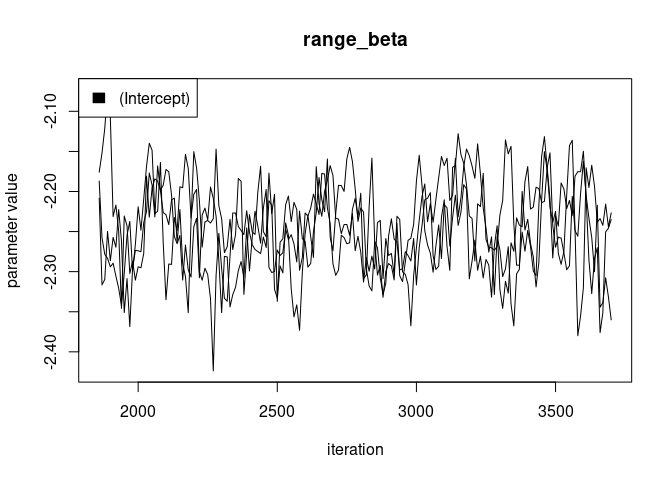 range_beta
(Intercept)
parameter value
-2.10
-2.20
-2.30
-2.40
2000
2500
3000
3500
iteration